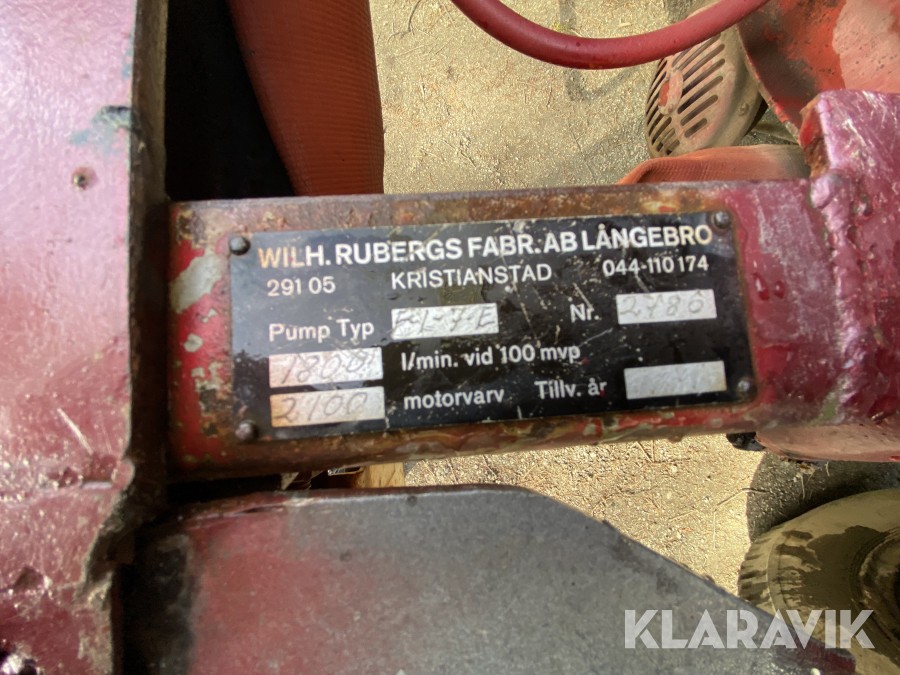 WILH. RUBERGS FABR. AB LÅNGEBRO
291 05 KRISTIANSTAD 044-110 174
Pump Typ Nr. 2786
1800 l/min. vid 100 mvp
2100 motorvarv Tillv. år
KLARAVIK